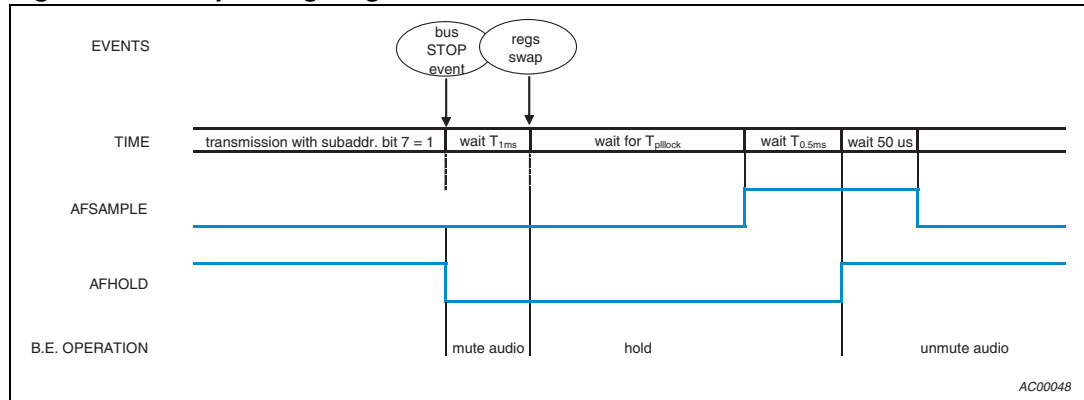 EVENTS
bus
STOP
event
regs
swap
TIME
transmission with subaddr. bit 7 = 1
wait T1ms
wait for Tplllock
wait T0.5ms
wait 50 us
AFSAMPLE
AFHOLD
B.E. OPERATION
mute audio
hold
unmute audio
AC00048